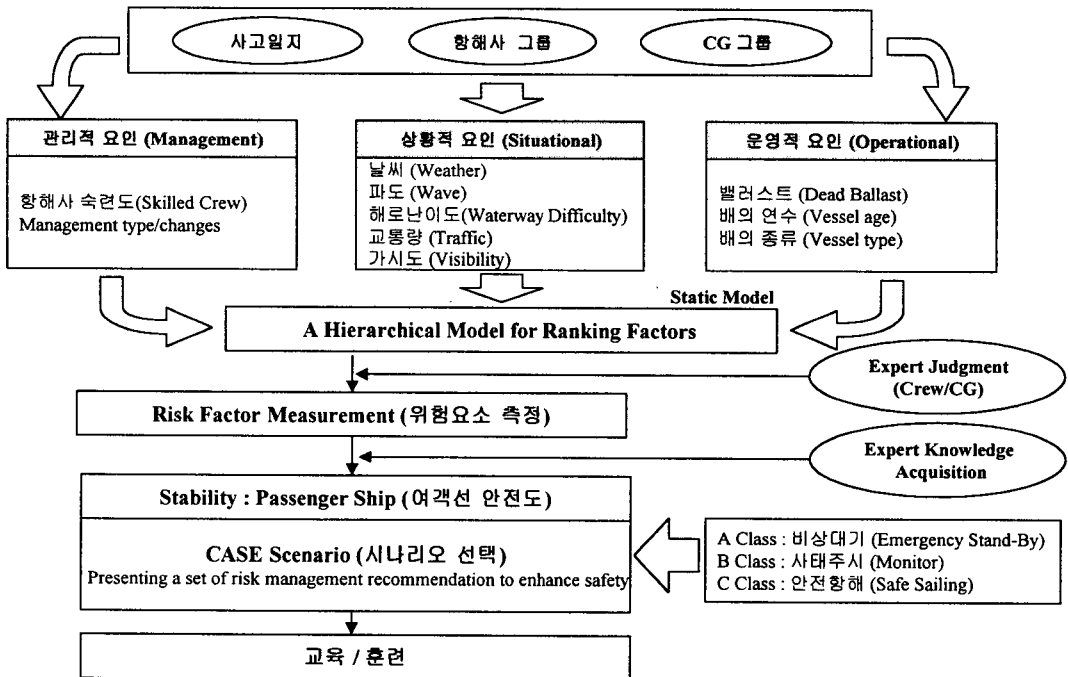 사고일지
항해사 그룹
CG 그룹
관리적 요인 (Management)
항해사 숙련도(Skilled Crew)
Management type/changes
상황적 요인 (Situational)
날씨 (Weather)
파도 (Wave)
해로난이도(Waterway Difficulty)
교통량 (Traffic)
가시도 (Visibility)
운영적 요인 (Operational)
밸러스트 (Dead Ballast)
배의 연수 (Vessel age)
배의 종류 (Vessel type)
Static Model
A Hierarchical Model for Ranking Factors
Expert Judgment
(Crew/CG)
Risk Factor Measurement (위험요소 측정)
Expert Knowledge
Acquisition
Stability : Passenger Ship (여객선 안전도)
CASE Scenario (시나리오 선택)
Presenting a set of risk management recommendation to enhance safety
A Class : 비상대기 (Emergency Stand-By)
B Class : 사태주시 (Monitor)
C Class : 안전항해 (Safe Sailing)
교육 / 훈련